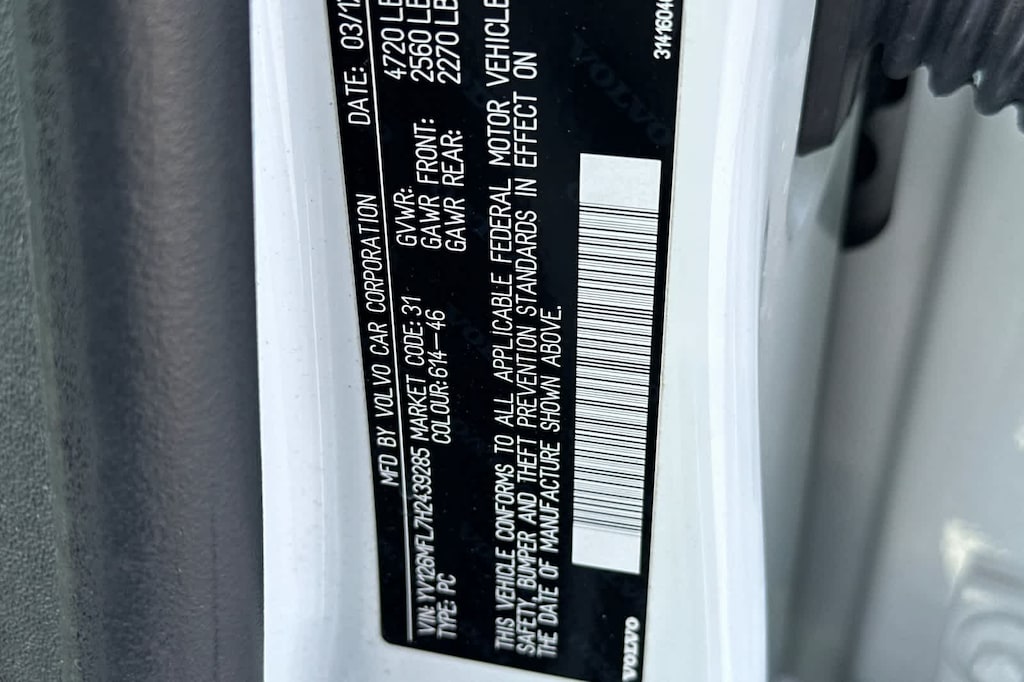 MFD BY VOLVO CAR CORPORATION DATE: 03/1
VIN: YV126MFL7H2439285 MARKET CODE: 31 GVWR: 4720 LB
TYPE: PC COLOUR: 614-46 GAWR FRONT: 2560 LB
GAWR REAR: 2270 LB
THIS VEHICLE CONFORMS TO ALL APPLICABLE FEDERAL MOTOR VEHICLE
SAFETY, BUMPER AND THEFT PREVENTION STANDARDS IN EFFECT ON
THE DATE OF MANUFACTURE SHOWN ABOVE.
VOLVO 3141604